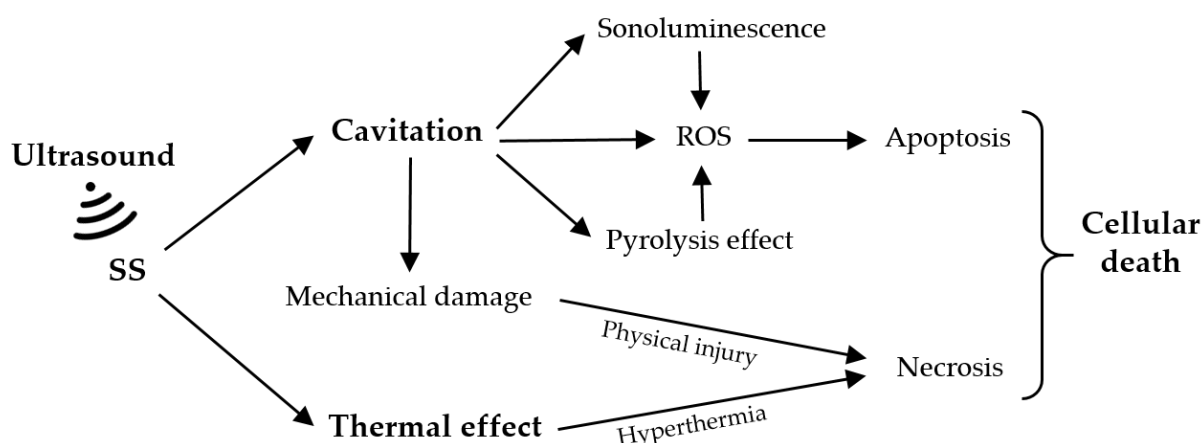 Sonoluminescence
Ultrasound
Cavitation
ROS
Apoptosis
SS
Pyrolysis effect
Cellular
death
Mechanical damage
Physical injury
Necrosis
Thermal effect
Hyperthermia